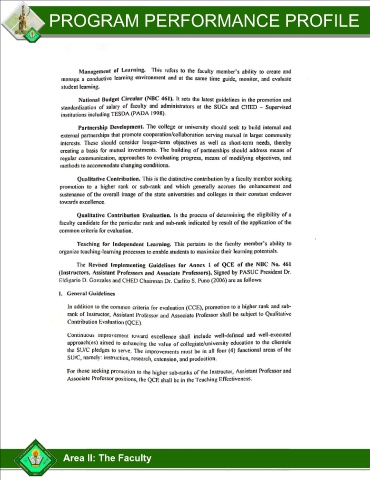 PROGRAM PERFORMANCE PROFILE
Management of Learning. This refers to the faculty member's ability to create and
manage a conducive learning environment and at the same time guide, monitor, and evaluate
student learning.
National Budget Circular (NBC 461). It sets the latest guidelines in the promotion and
standardization of salary of faculty and administrators at the SUCs and CHED – Supervised
institutions including TESDA (PADA 1998).
Partnership Development. The college or university should seek to build internal and
external partnerships that promote cooperation/collaboration serving mutual in larger community
interests. These should consider longer-term objectives as well as short-term needs, thereby
creating a basis for mutual investments. The building of partnerships should address means of
regular communication, approaches to evaluating progress, means of modifying objectives, and
methods to accommodate changing conditions.
Qualitative Contribution. This is the distinctive contribution by a faculty member seeking
promotion to a higher rank or sub-rank and which generally accrues the enhancement and
sustenance of the overall image of the state universities and colleges in their constant endeavor
towards excellence.
Qualitative Contribution Evaluation. Is the process of determining the eligibility of a
faculty candidate for the particular rank and sub-rank indicated by result of the application of the
common criteria for evaluation.
Teaching for Independent Learning. This pertains to the faculty member's ability to
organize teaching-learning processes to enable students to maximize their learning potentials.
The Revised Implementing Guidelines for Annex 1 of QCE of the NBC No. 461
(Instructors, Assistant Professors and Associate Professors), Signed by PASUC President Dr.
Eldigario D. Gonzales and CHED Chairman Dr. Carlito S. Puno (2006) are as follows:
I. General Guidelines
In addition to the common criteria for evaluation (CCE), promotion to a higher rank and sub-
rank of Instructor, Assistant Professor and Associate Professor shall be subject to Qualitative
Contribution Evaluation (QCE).
Continuous improvement toward excellence shall include well-defined and well-executed
approach(es) aimed to enhancing the value of collegiate/university education to the clientele
the SU/C pledges to serve. The improvements must be in all four (4) functional areas of the
SU/C, namely: instruction, research, extension, and production.
For those seeking promotion to the higher sub-ranks of the Instructor, Assistant Professor and
Associate Professor positions, the QCE shall be in the Teaching Effectiveness.
Area II: The Faculty